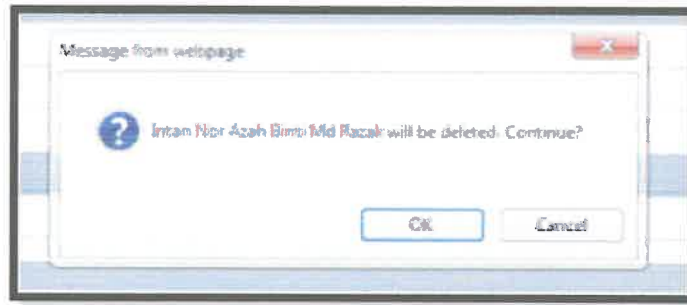 Message from webpage
Intan Nor Azah Binti Md Razak will be deleted. Continue?
OK
Cancel